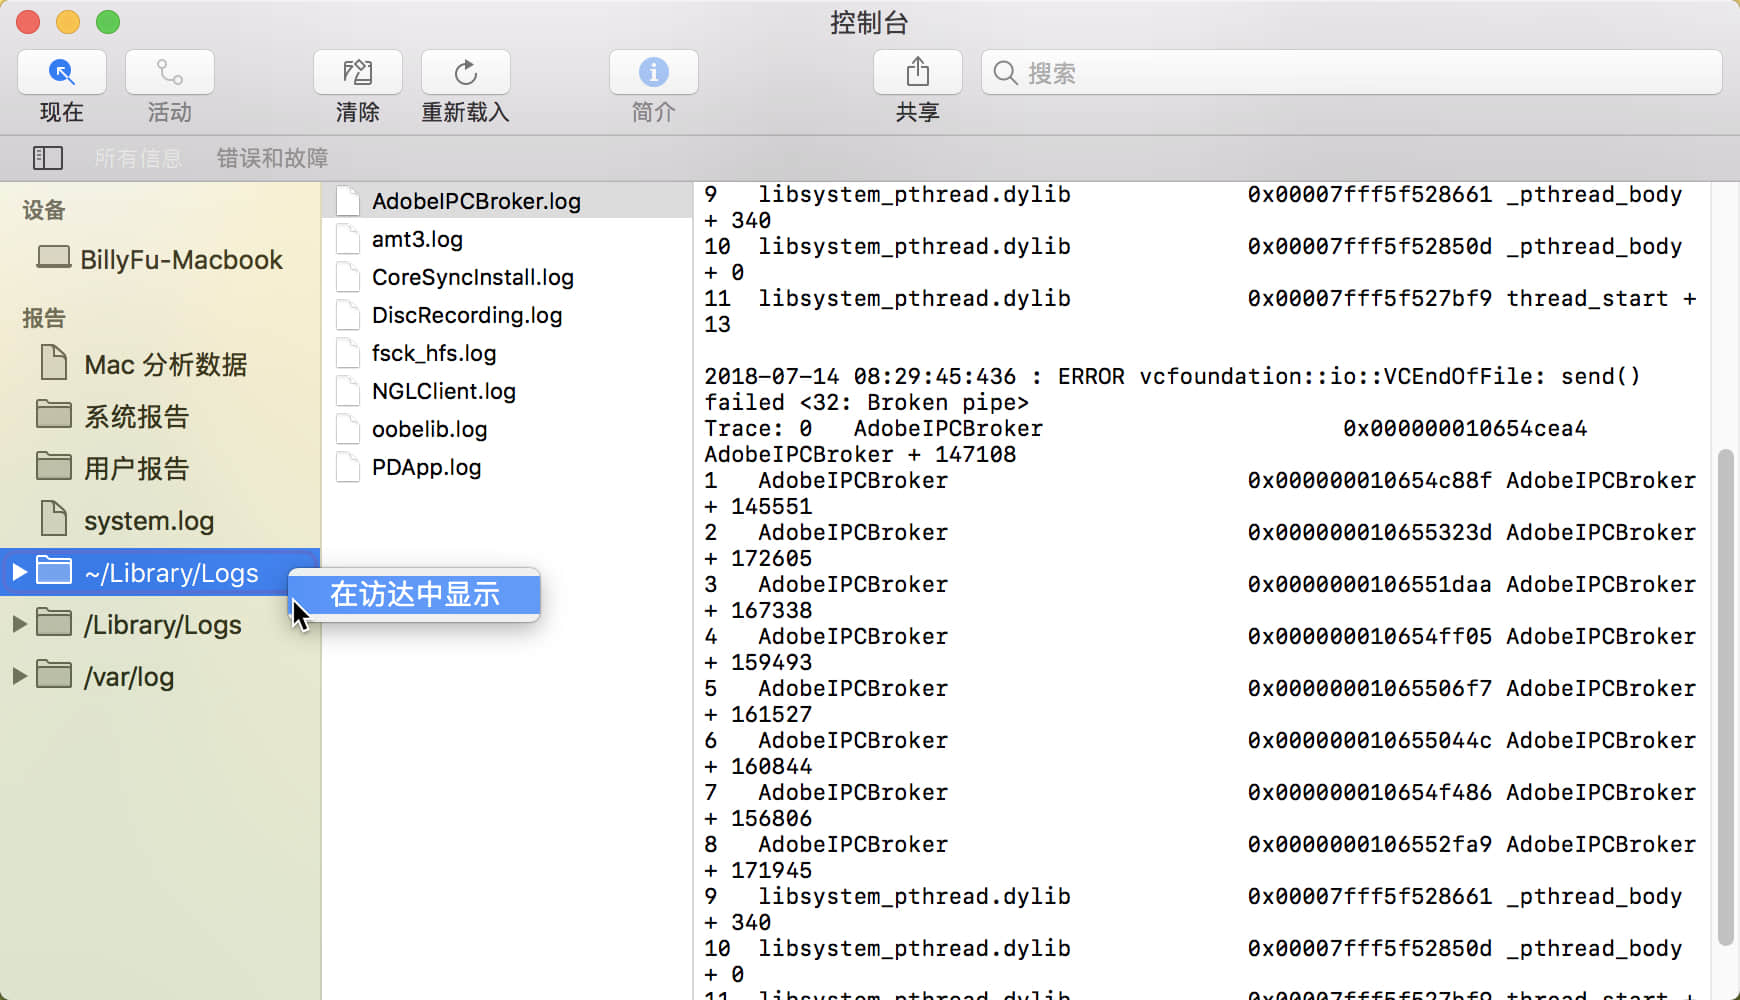 控制台
现在
活动
清除
重新载入
简介
共享
搜索
所有信息
错误和故障
设备
BillyFu-Macbook
报告
Mac 分析数据
系统报告
用户报告
system.log
~/Library/Logs
/Library/Logs
/var/log
在访达中显示
AdobeIPCBroker.log
amt3.log
CoreSyncInstall.log
DiscRecording.log
fsck_hfs.log
NGLClient.log
oobelib.log
PDApp.log
9 libsystem_pthread.dylib 0x00007fff5f528661 _pthread_body
+ 340
10 libsystem_pthread.dylib 0x00007fff5f52850d _pthread_body
+ 0
11 libsystem_pthread.dylib 0x00007fff5f527bf9 thread_start +
13
2018-07-14 08:29:45:436 : ERROR vcfoundation::io::VCEndOfFile: send()
failed <32: Broken pipe>
Trace: 0 AdobeIPCBroker 0x000000010654cea4
AdobeIPCBroker + 147108
1 AdobeIPCBroker 0x000000010654c88f AdobeIPCBroker
+ 145551
2 AdobeIPCBroker 0x000000010655323d AdobeIPCBroker
+ 172605
3 AdobeIPCBroker 0x0000000106551daa AdobeIPCBroker
+ 167338
4 AdobeIPCBroker 0x000000010654ff05 AdobeIPCBroker
+ 159493
5 AdobeIPCBroker 0x00000001065506f7 AdobeIPCBroker
+ 161527
6 AdobeIPCBroker 0x000000010655044c AdobeIPCBroker
+ 160844
7 AdobeIPCBroker 0x000000010654f486 AdobeIPCBroker
+ 156806
8 AdobeIPCBroker 0x0000000106552fa9 AdobeIPCBroker
+ 171945
9 libsystem_pthread.dylib 0x00007fff5f528661 _pthread_body
+ 340
10 libsystem_pthread.dylib 0x00007fff5f52850d _pthread_body
+ 0
11 libsystem_pthread.dylib 0x00007fff5f527bf9 thread_start +